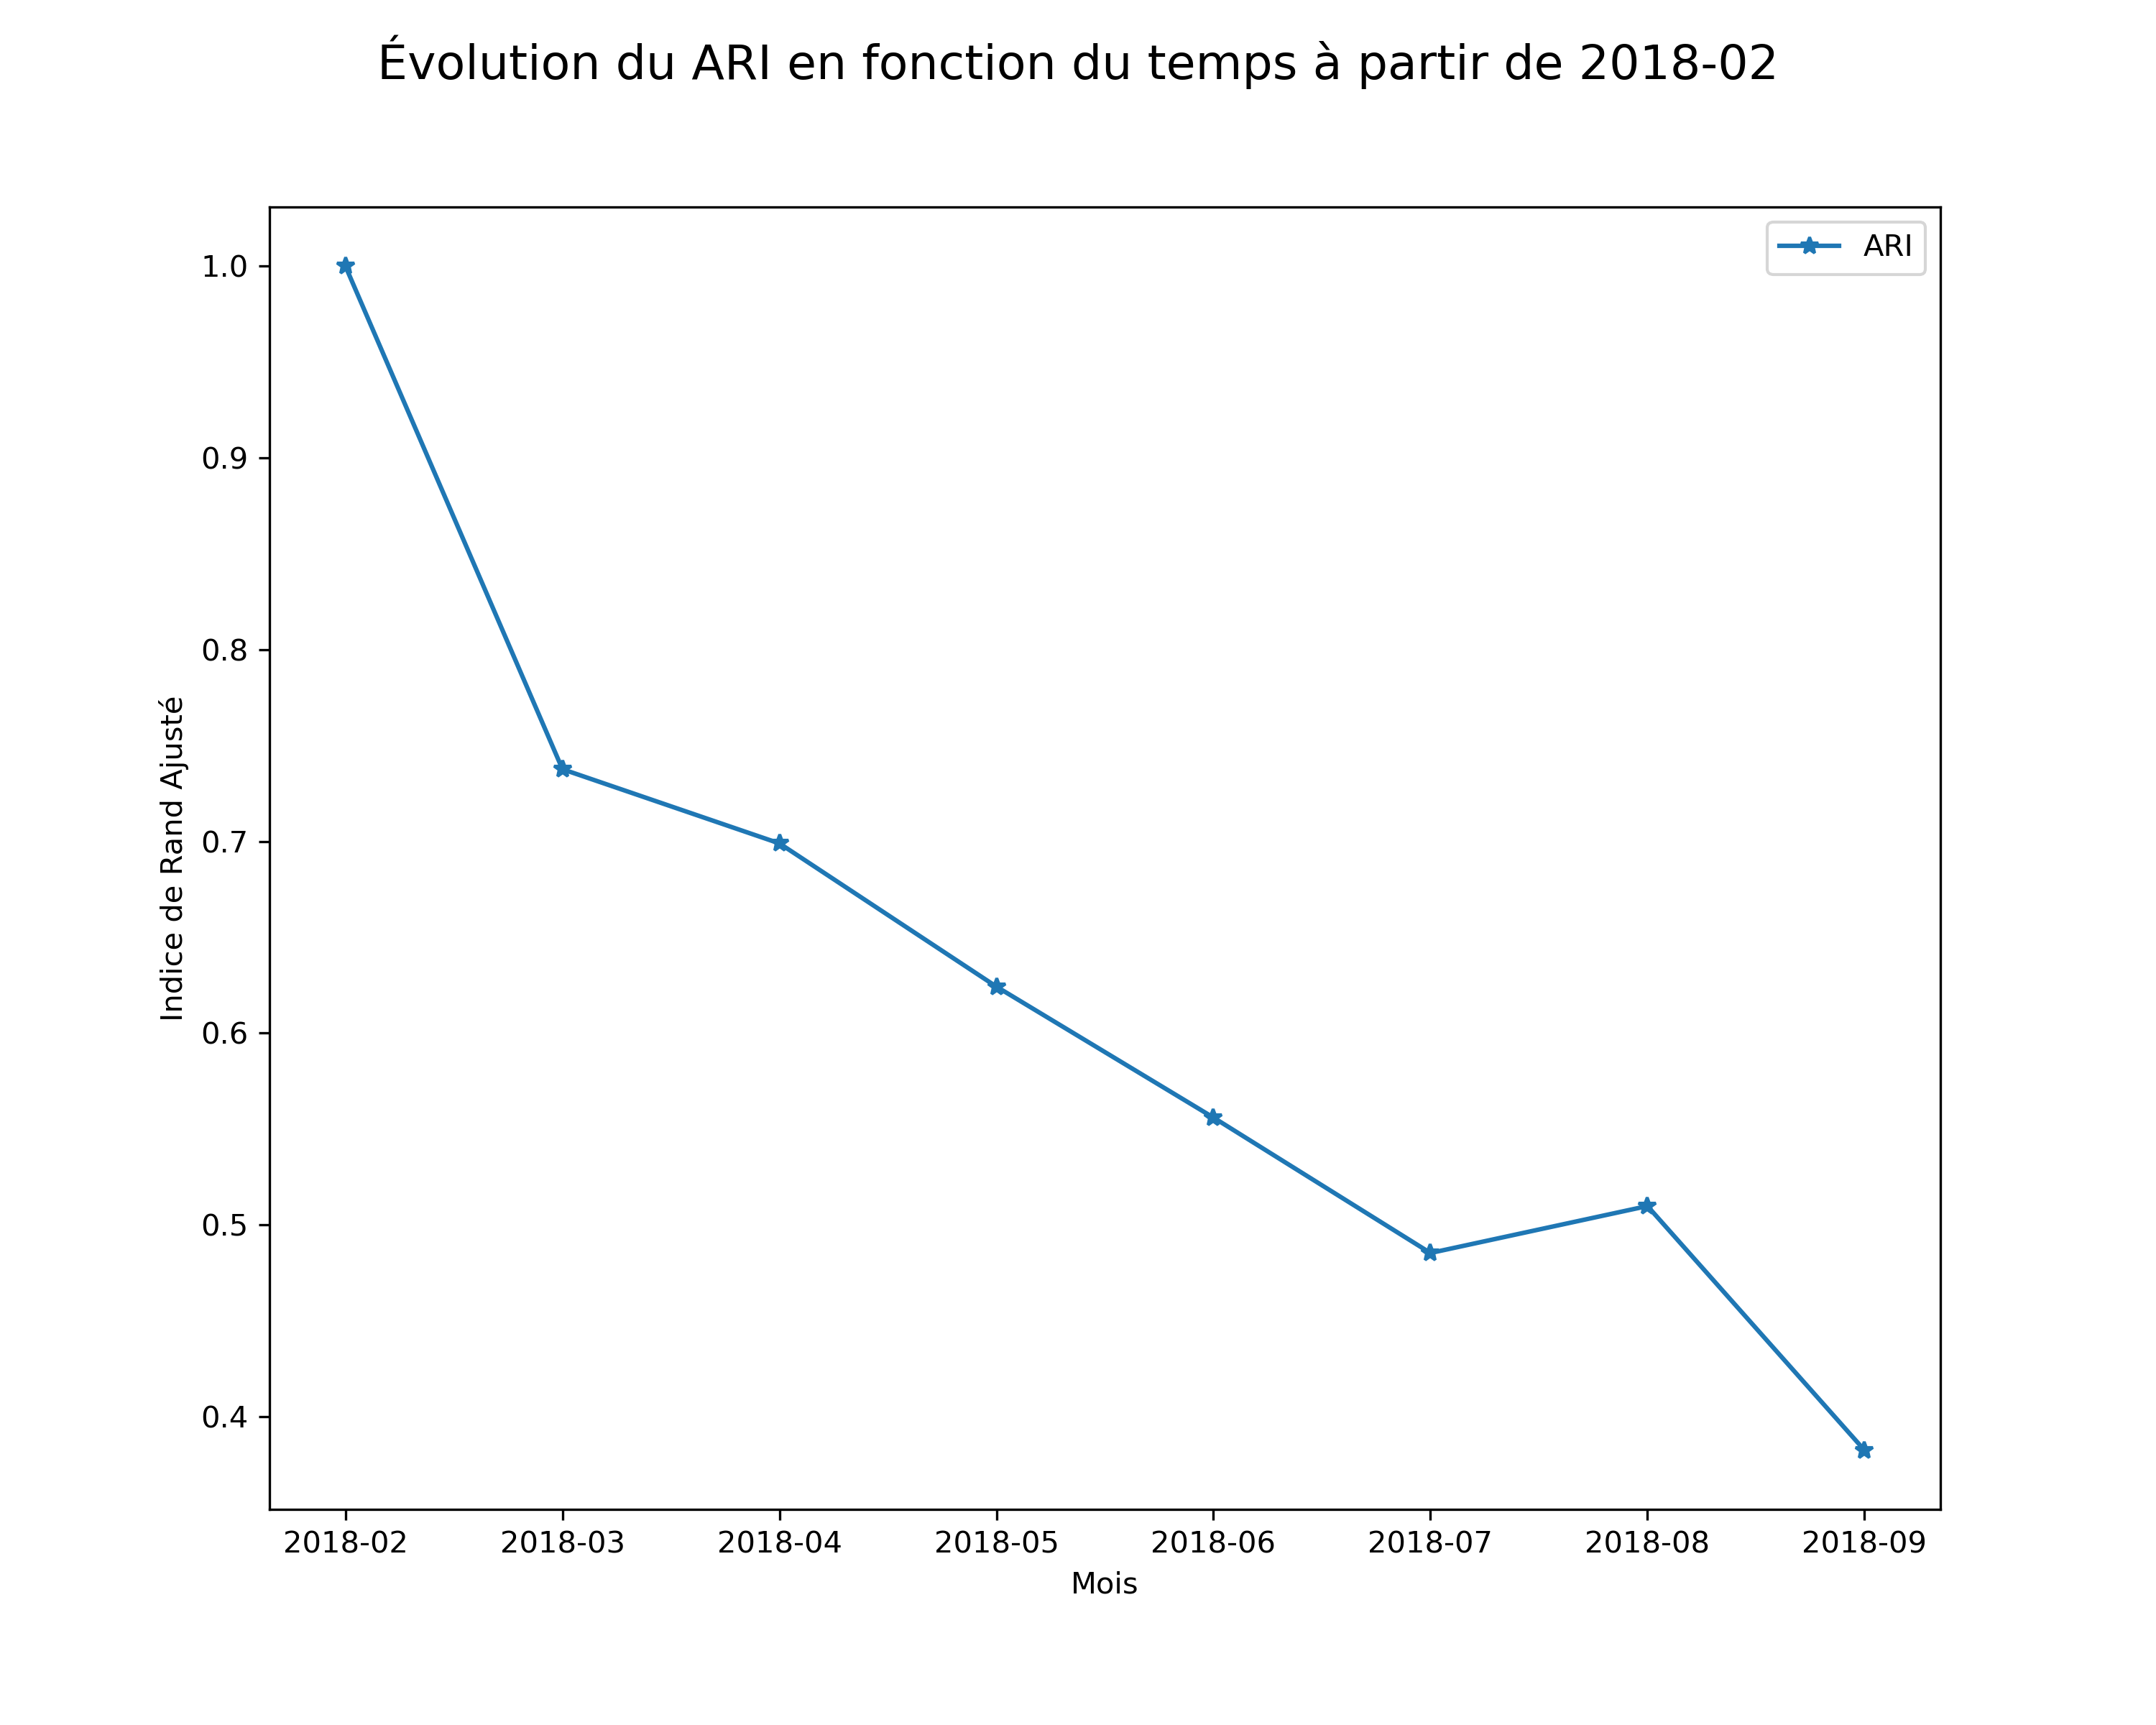 Évolution du ARI en fonction du temps à partir de 2018-02
ARI
1.0
0.9
0.8
0.7
0.6
0.5
0.4
Indice de Rand Ajusté
2018-02 2018-03 2018-04 2018-05 2018-06 2018-07 2018-08 2018-09
Mois